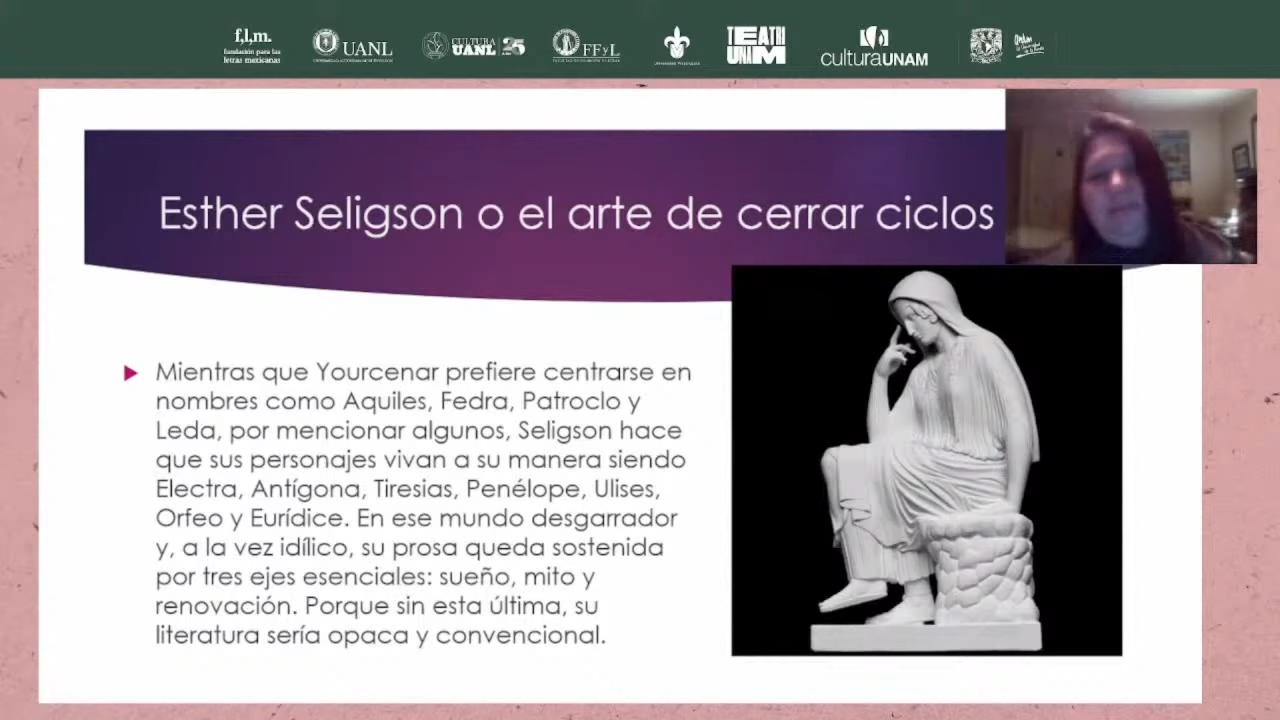 f,l,m.
fundación para las
letras mexicanas
UANL
CULTURA
UANL 25
FFyL
TEATR
UNAM
culturaUNAM
Esther Seligson o el arte de cerrar ciclos
Mientras que Yourcenar prefiere centrarse en
nombres como Aquiles, Fedra, Patroclo y
Leda, por mencionar algunos, Seligson hace
que sus personajes vivan a su manera siendo
Electra, Antígona, Tiresias, Penélope, Ulises,
Orfeo y Eurídice. En ese mundo desgarrador
y, a la vez idílico, su prosa queda sostenida
por tres ejes esenciales: sueño, mito y
renovación. Porque sin esta última, su
literatura sería opaca y convencional.